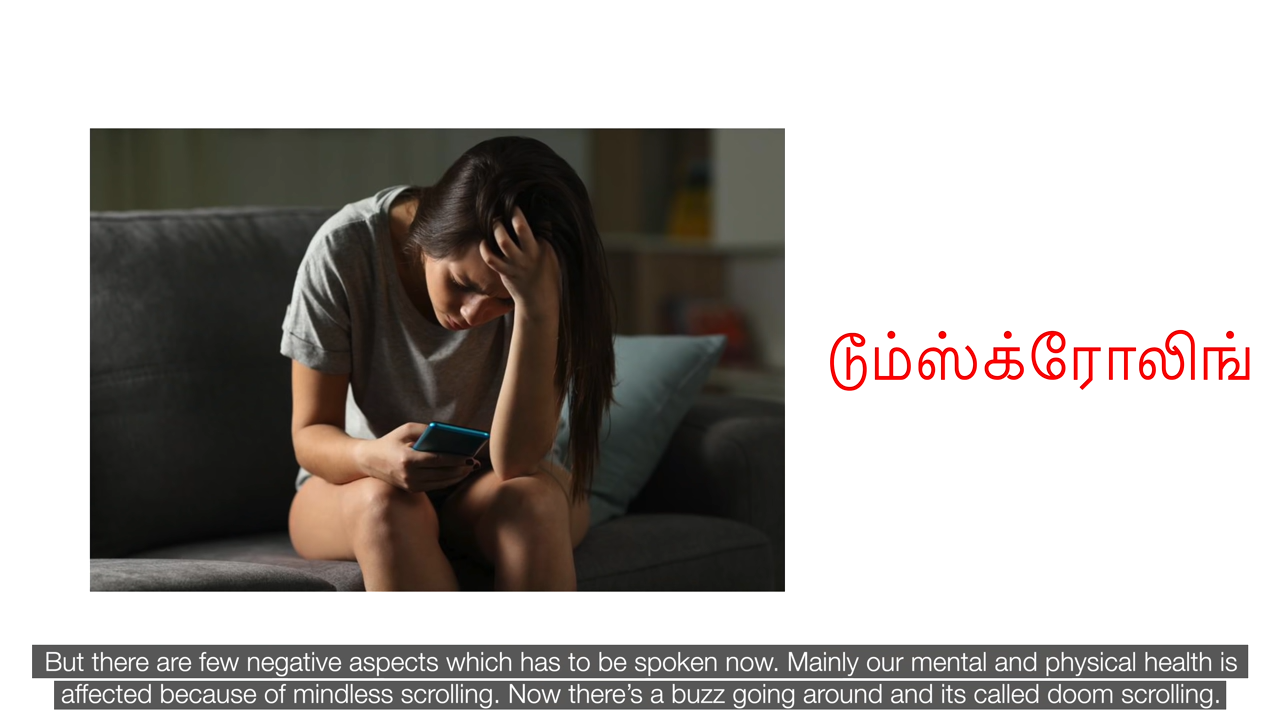 டூம்ஸ்க்ரோலிங்
But there are few negative aspects which has to be spoken now. Mainly our mental and physical health is
affected because of mindless scrolling. Now there’s a buzz going around and its called doom scrolling.